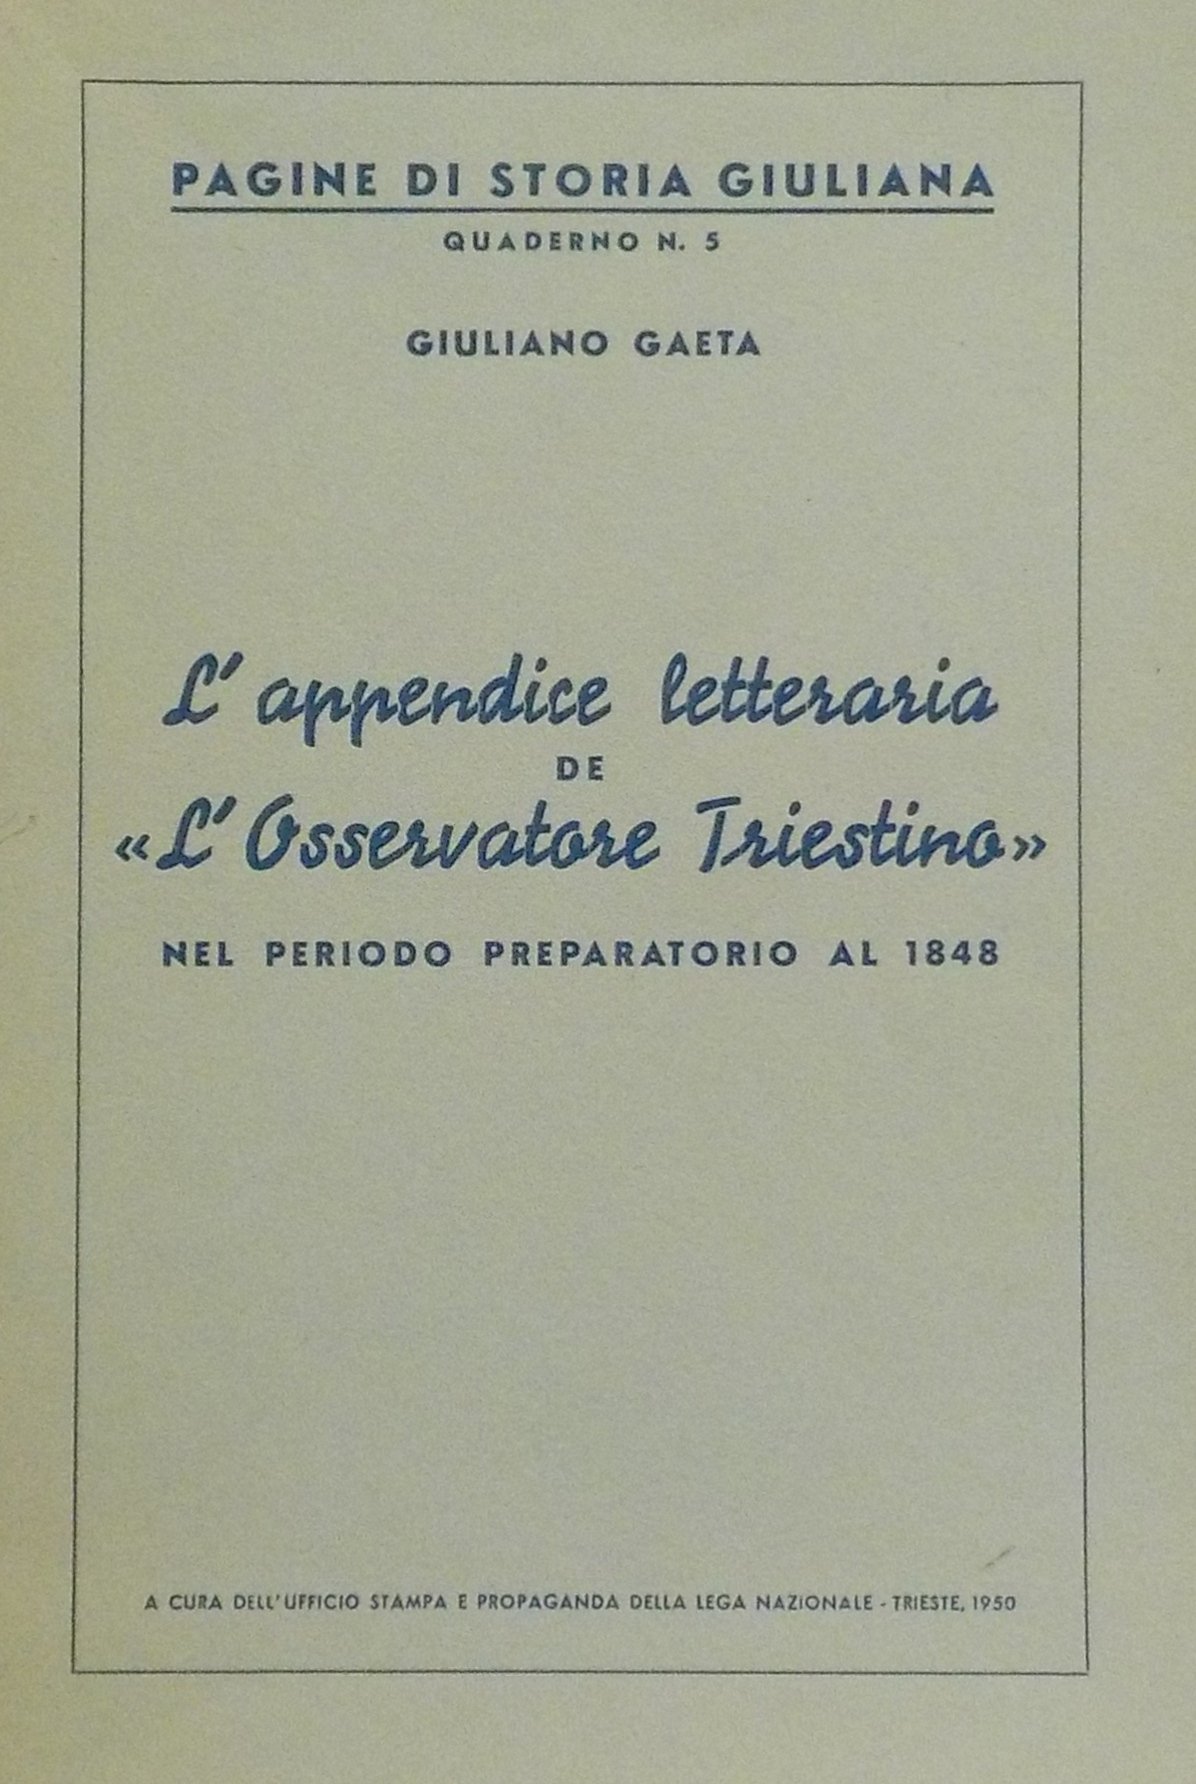 PAGINE DI STORIA GIULIANA
QUADERNO N. 5
GIULIANO GAETA
L'appendice letteraria
DE
«L'Osservatore Triestino»
NEL PERIODO PREPARATORIO AL 1848
A CURA DELL'UFFICIO STAMPA E PROPAGANDA DELLA LEGA NAZIONALE - TRIESTE, 1950